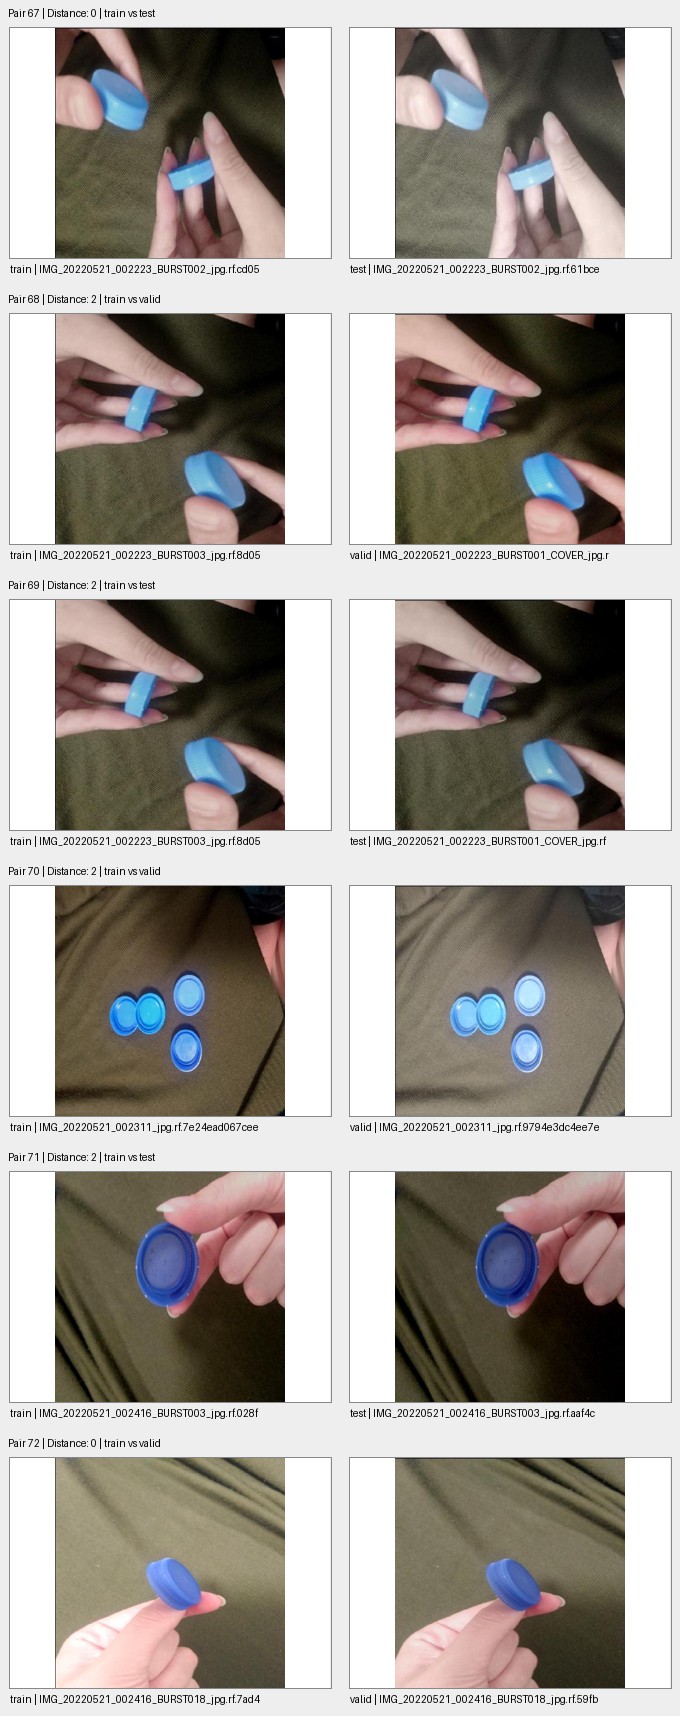 Pair 67 | Distance: 0 | train vs test
train | IMG_20220521_002223_BURST002_jpg.rf.cd05
test | IMG_20220521_002223_BURST002_jpg.rf.61bce
Pair 68 | Distance: 2 | train vs valid
train | IMG_20220521_002223_BURST003_jpg.rf.8d05
valid | IMG_20220521_002223_BURST001_COVER_jpg.r
Pair 69 | Distance: 2 | train vs test
train | IMG_20220521_002223_BURST003_jpg.rf.8d05
test | IMG_20220521_002223_BURST001_COVER_jpg.rf
Pair 70 | Distance: 2 | train vs valid
train | IMG_20220521_002311_jpg.rf.7e24ead067cee
valid | IMG_20220521_002311_jpg.rf.9794e3dc4ee7e
Pair 71 | Distance: 2 | train vs test
train | IMG_20220521_002416_BURST003_jpg.rf.028f
test | IMG_20220521_002416_BURST003_jpg.rf.aaf4c
Pair 72 | Distance: 0 | train vs valid
train | IMG_20220521_002416_BURST018_jpg.rf.7ad4
valid | IMG_20220521_002416_BURST018_jpg.rf.59fb